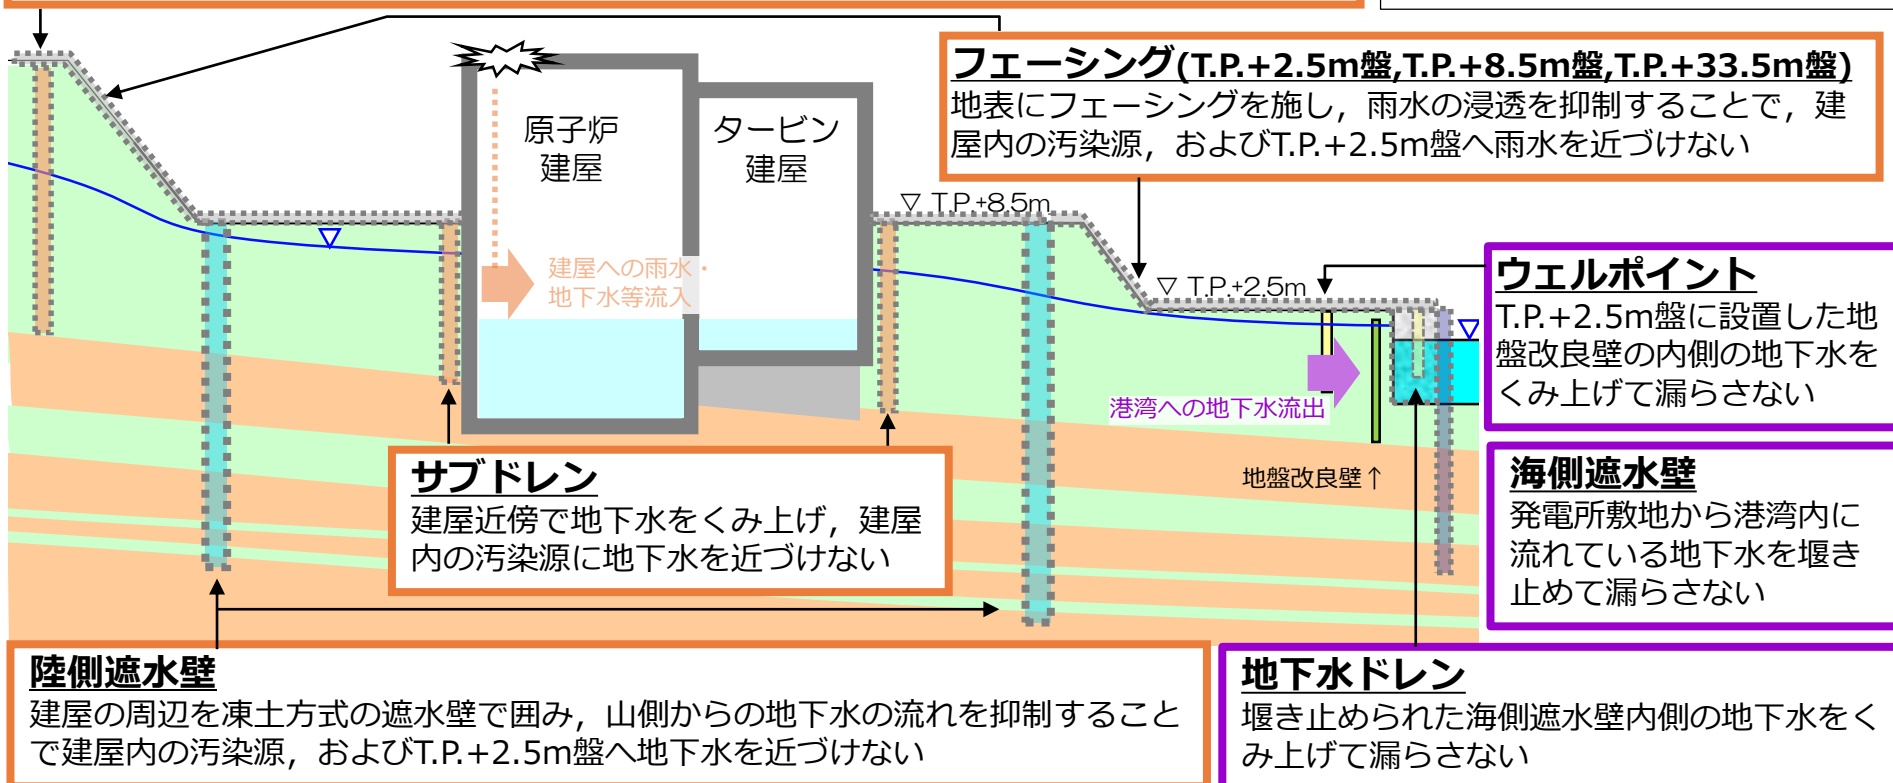 フェーシング(T.P.+2.5m盤,T.P.+8.5m盤,T.P.+33.5m盤)
地表にフェーシングを施し，雨水の浸透を抑制することで，建
屋内の汚染源，およびT.P.+2.5m盤へ雨水を近づけない
原子炉
建屋
タービン
建屋
▽ T.P.+8.5m
建屋への雨水・
地下水等流入
▽ T.P.+2.5m
ウェルポイント
T.P.+2.5m盤に設置した地
盤改良壁の内側の地下水を
くみ上げて漏らさない
港湾への地下水流出
地盤改良壁↑
サブドレン
建屋近傍で地下水をくみ上げ，建屋
内の汚染源に地下水を近づけない
海側遮水壁
発電所敷地から港湾内に
流れている地下水を堰き
止めて漏らさない
陸側遮水壁
建屋の周辺を凍土方式の遮水壁で囲み，山側からの地下水の流れを抑制すること
で建屋内の汚染源，およびT.P.+2.5m盤へ地下水を近づけない
地下水ドレン
堰き止められた海側遮水壁内側の地下水をく
み上げて漏らさない